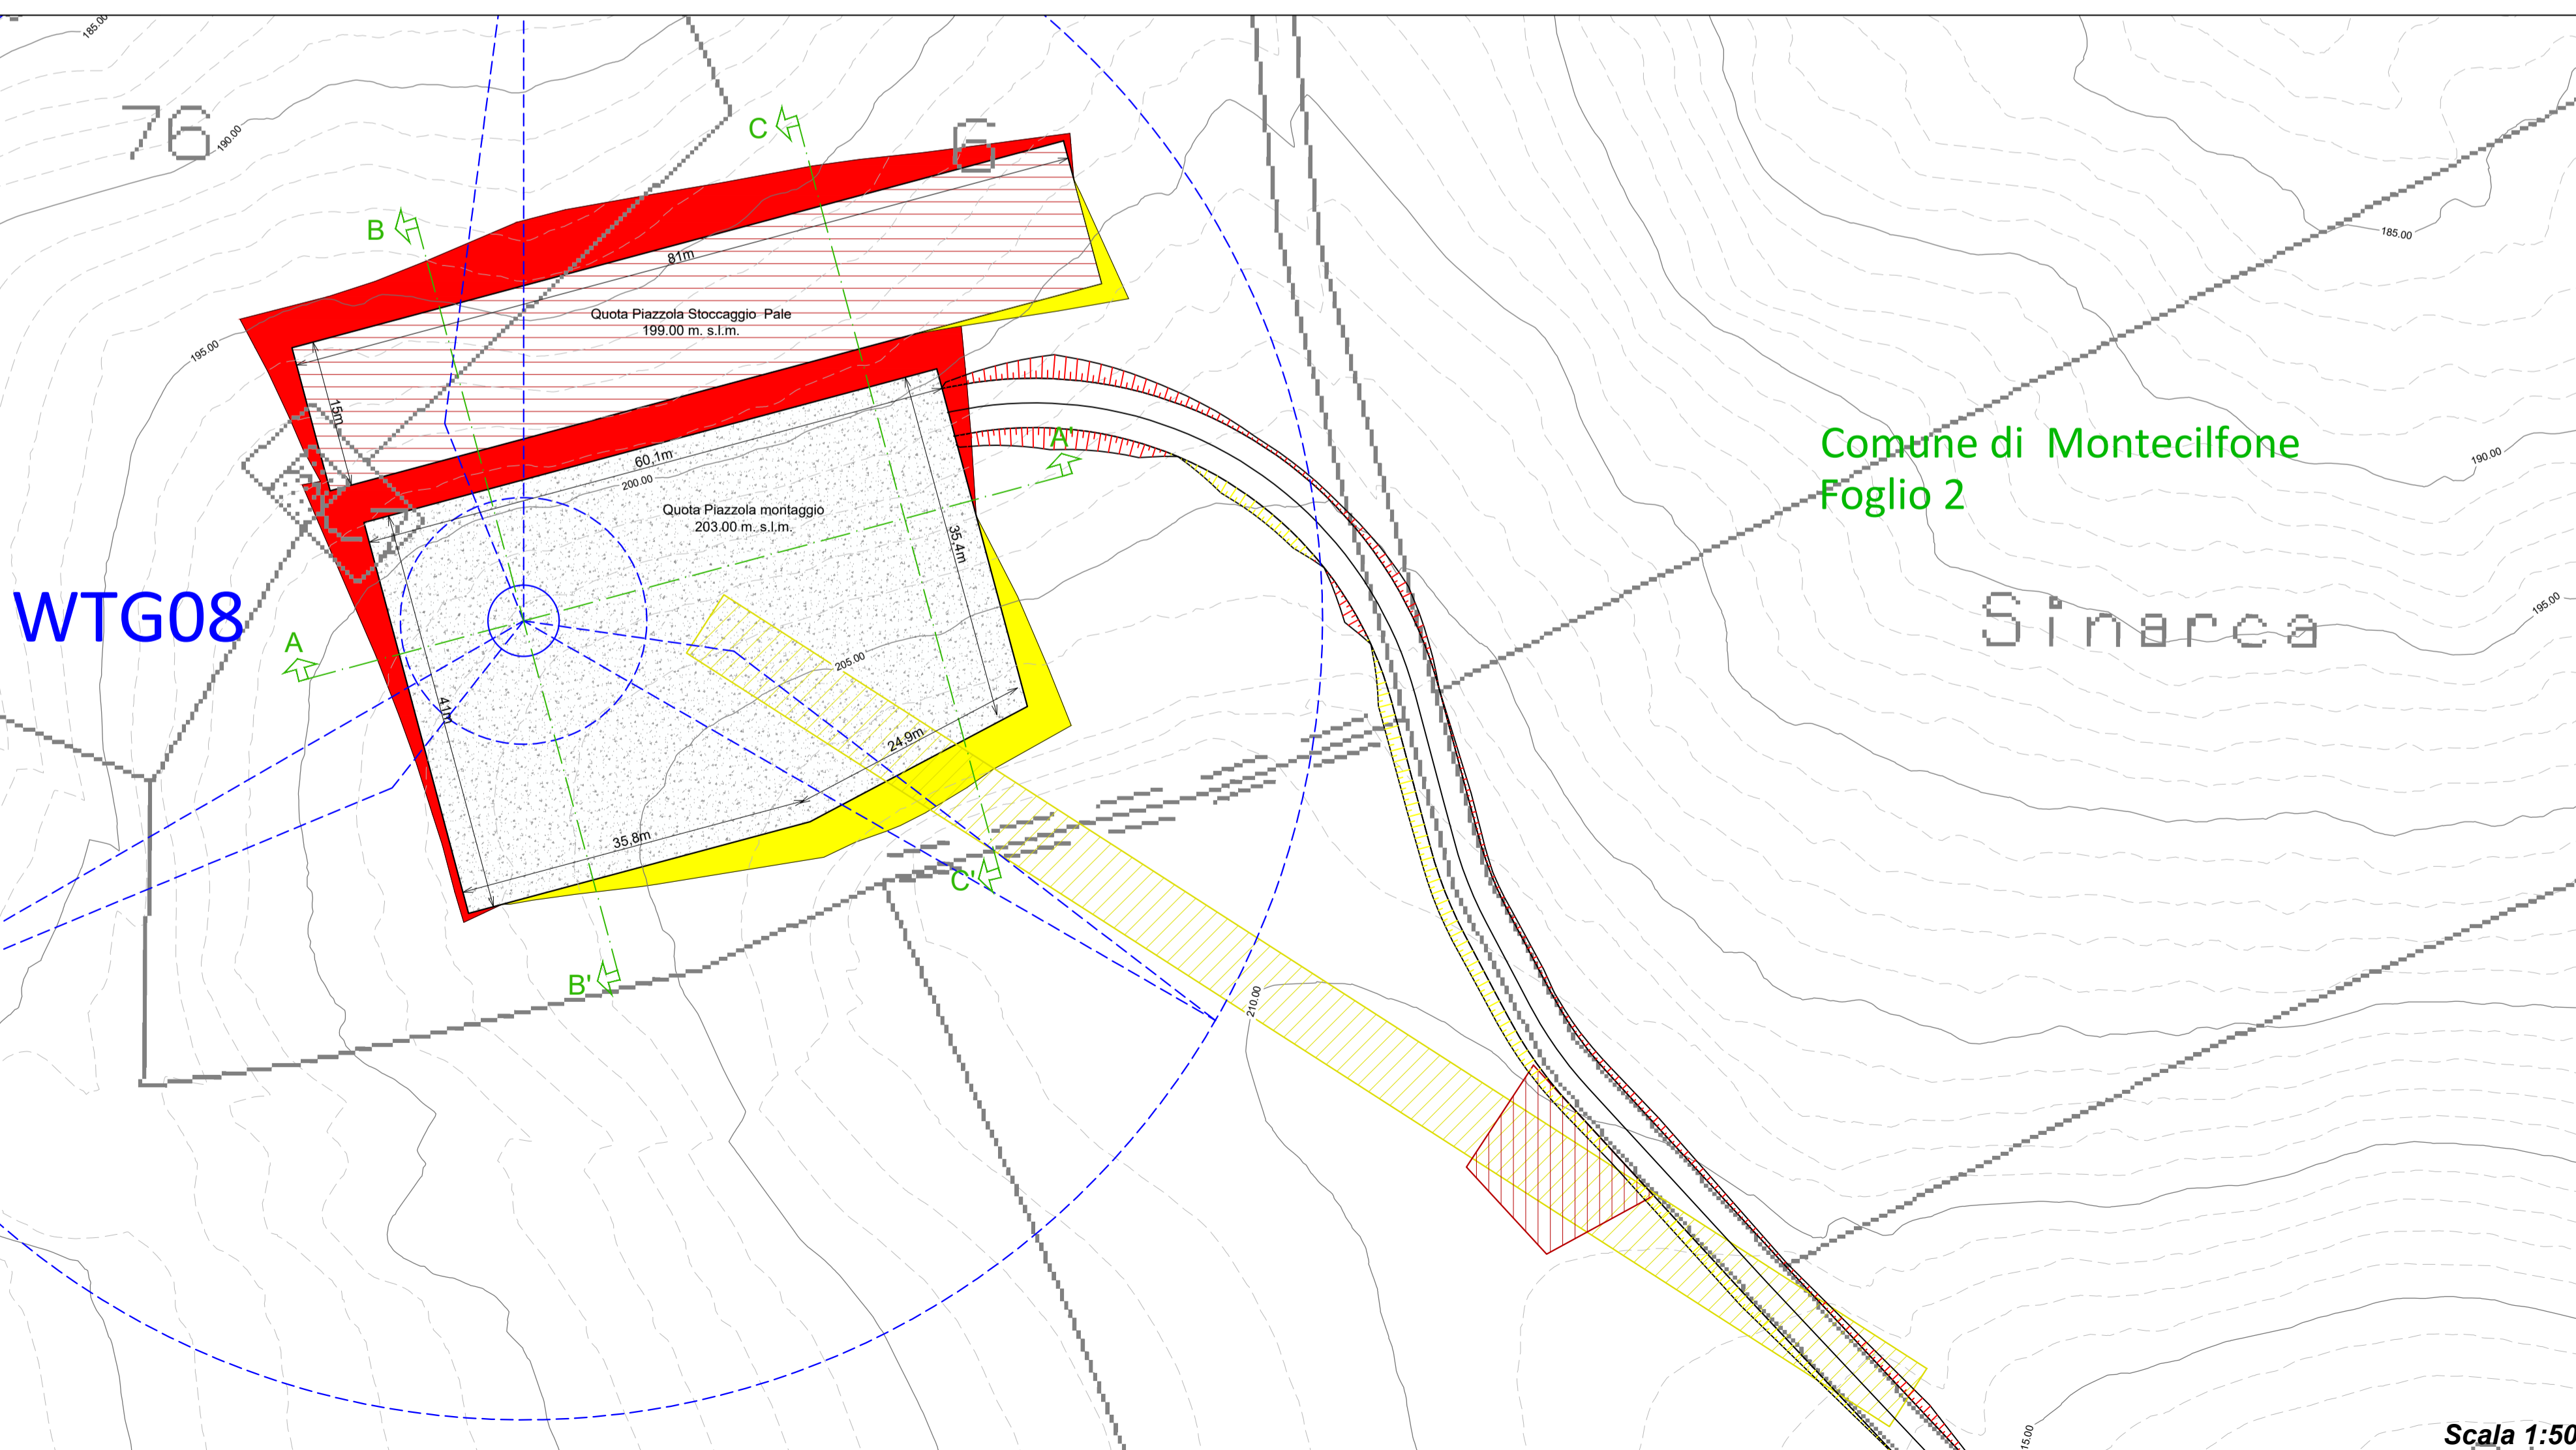 185.00
76
190.00
C
6
B
185.00
81m
Quota Piazzola Stoccaggio Pale
199.00 m. s.l.m.
195.00
15m
A'
Comune di Montecilfone
Foglio 2
60,1m
200.00
190.00
Quota Piazzola montaggio
203.00 m. s.l.m.
35,4m
WTG08
195.00
Sinarca
A
205.00
41m
24,9m
35,8m
C'
B'
210.00
15.00
Scala 1:50